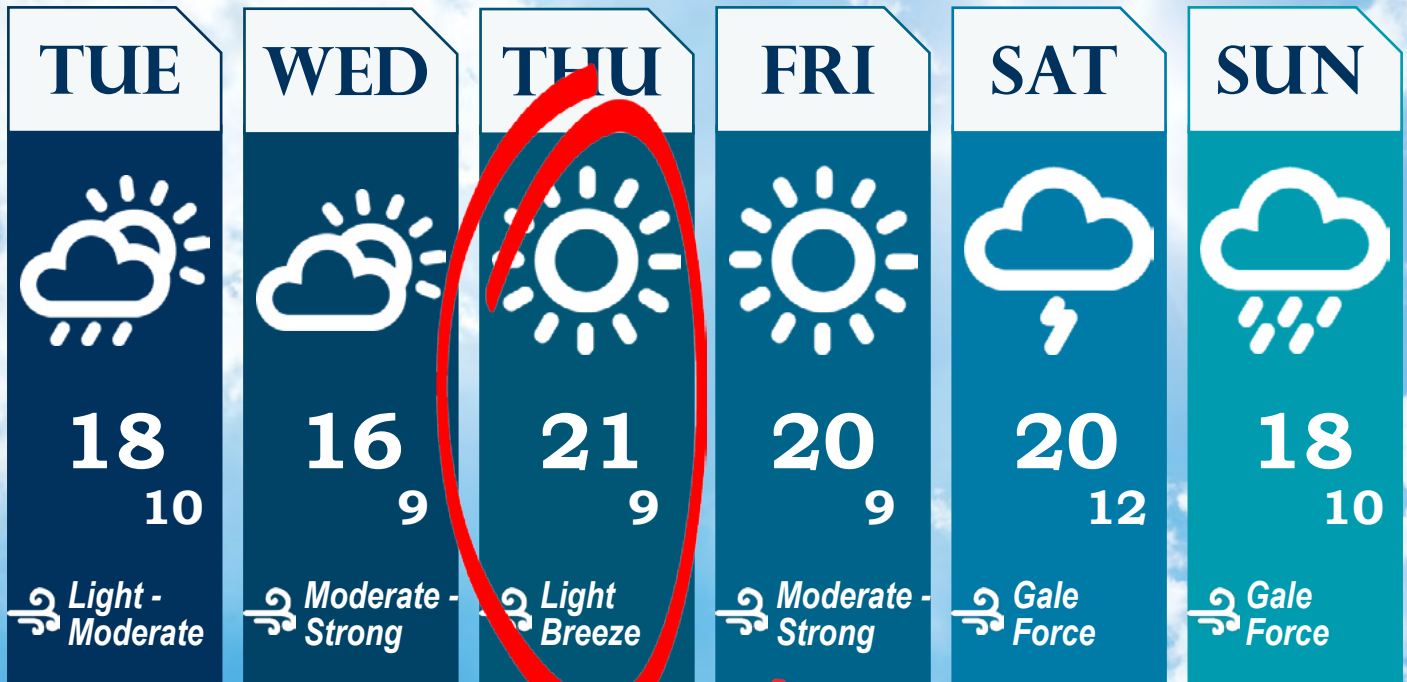 TUE
18
10
Light -
Moderate
WED
16
9
Moderate -
Strong
THU
21
9
Light
Breeze
FRI
20
9
Moderate -
Strong
SAT
20
12
Gale
Force
SUN
18
10
Gale
Force